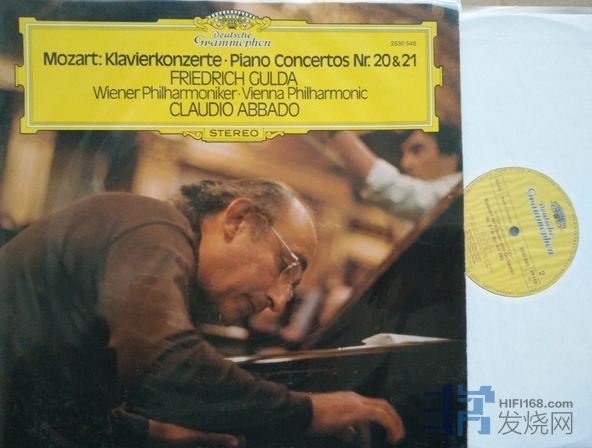 Deutsche
Grammophon
2530 548
Mozart: Klavierkonzerte · Piano Concertos Nr. 20 & 21
FRIEDRICH GULDA
Wiener Philharmoniker · Vienna Philharmonic
CLAUDIO ABBADO
STEREO
Deutsche
Grammophon
2
HIFI168.com
发烧网